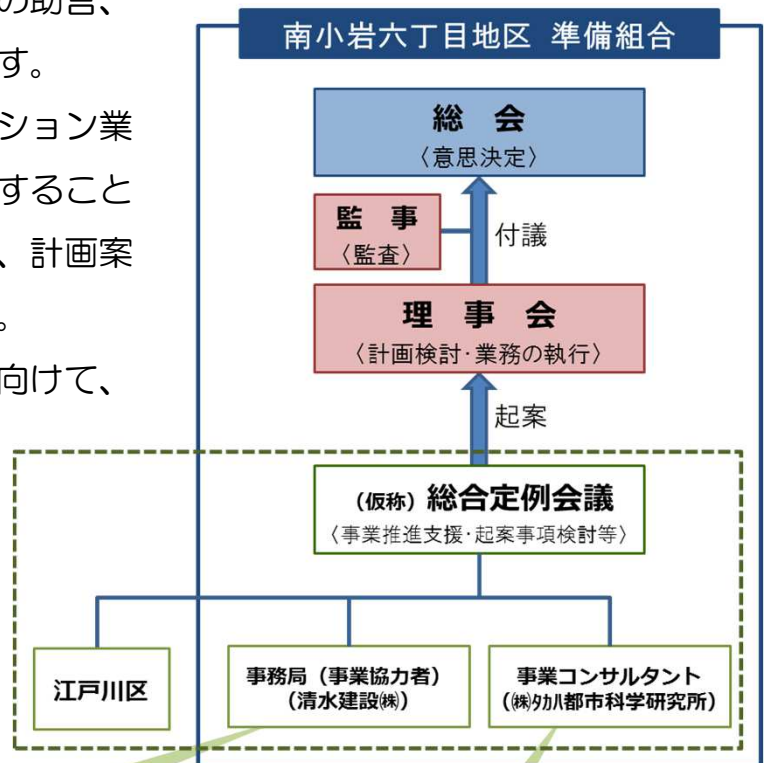 の助言、
す。
ション業
すること
、計画案
。
向けて、
南小岩六丁目地区 準備組合
総 会
〈意思決定〉
監 事
〈監査〉
付議
理 事 会
〈計画検討・業務の執行〉
起案
（仮称）総合定例会議
〈事業推進支援・起案事項検討等〉
江戸川区
事務局（事業協力者）
（清水建設㈱）
事業コンサルタント
（㈱ﾀｶﾊ都市科学研究所）